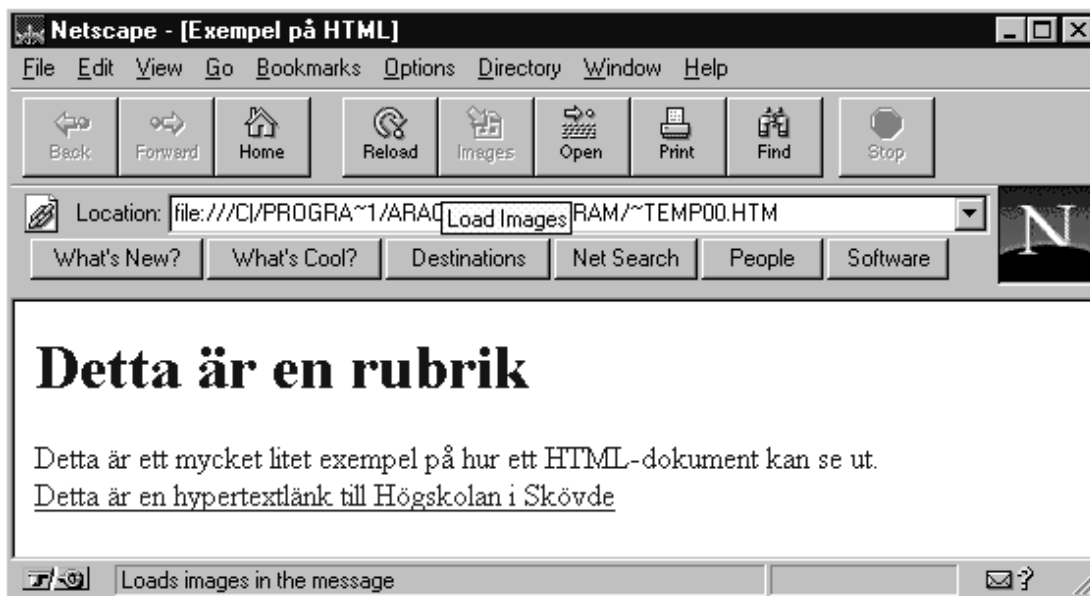 Netscape - [Exempel på HTML]
File Edit View Go Bookmarks Options Directory Window Help
Back Forward Home Reload Images Open Print Find Stop
Location: file:///C|/PROGRA~1/ARAC Load Images RAM/~TEMP00.HTM
N
What's New? What's Cool? Destinations Net Search People Software
Detta är en rubrik
Detta är ett mycket litet exempel på hur ett HTML-dokument kan se ut.
Detta är en hypertextlänk till Högskolan i Skövde
Loads images in the message
?